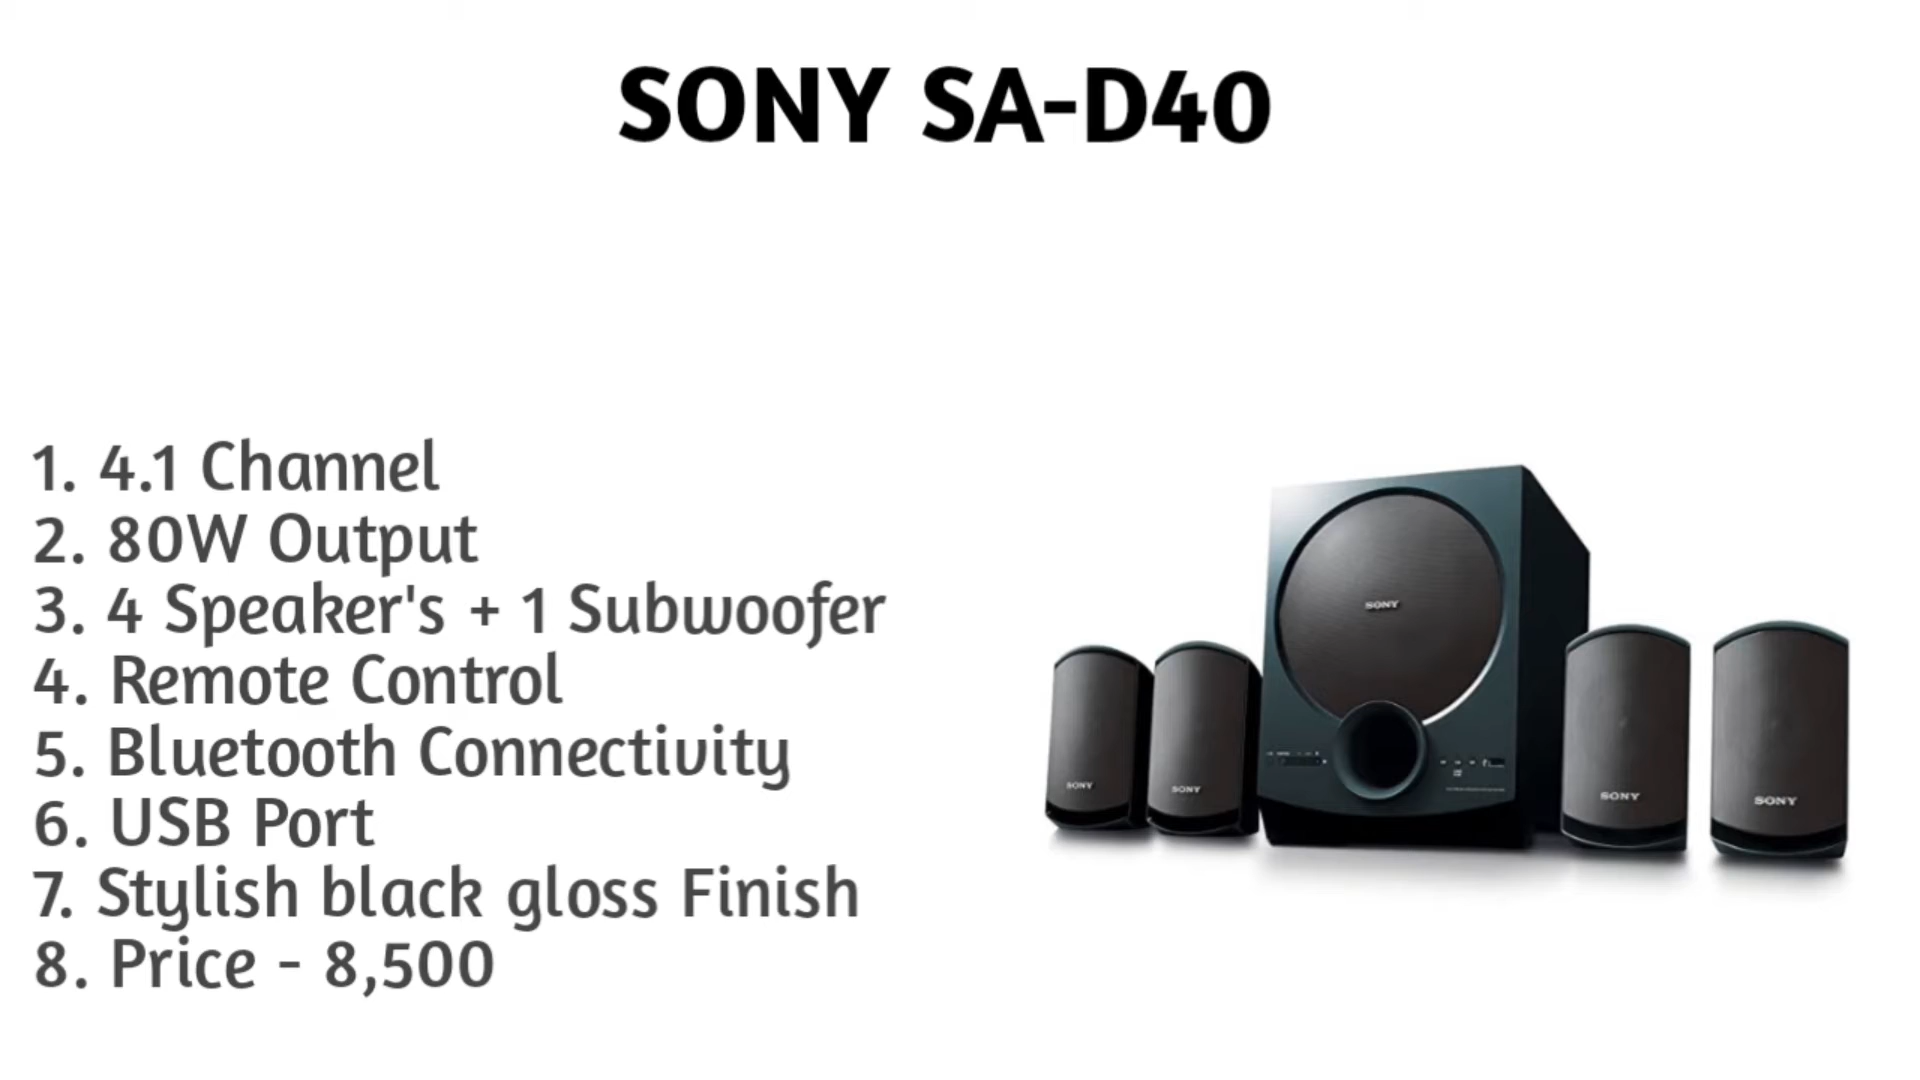 SONY SA-D40
1. 4.1 Channel
2. 80W Output
3. 4 Speaker's + 1 Subwoofer
4. Remote Control
5. Bluetooth Connectivity
6. USB Port
7. Stylish black gloss Finish
8. Price - 8,500
SONY
SONY
SONY
SONY
SONY